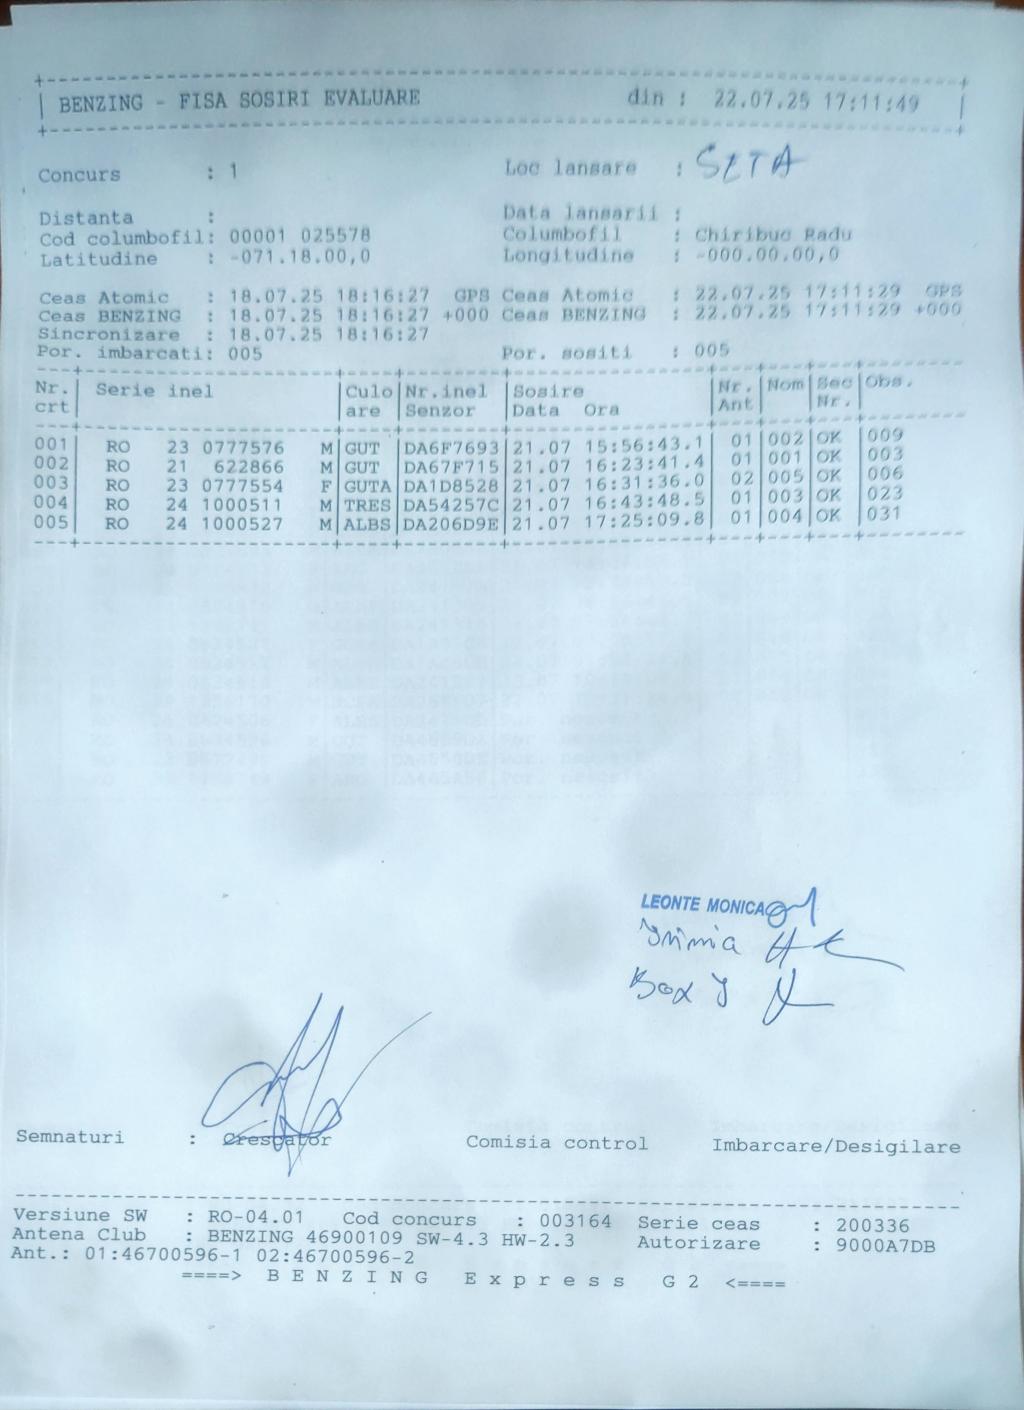 BENZING - FISA SOSIRI EVALUARE din : 22.07.25 17:11:49
Concurs : 1 Loc lansare : SETA
Distanta : Data lansarii :
Cod columbofil: 00001 025578 Columbofil : Chiribuc Radu
Latitudine : -071.18.00,0 Longitudine : -000.00.00,0
Ceas Atomic : 18.07.25 18:16:27 GPS Ceas Atomic : 22.07.25 17:11:29 GPS
Ceas BENZING : 18.07.25 18:16:27 +000 Ceas BENZING : 22.07.25 17:11:29 +000
Sincronizare : 18.07.25 18:16:27
Por. imbarcati: 005 Por. sositi : 005
Nr. Serie inel Culo Nr.inel Sosire Nr. Nom Sec Obs.
crt are Senzor Data Ora Ant Nr.
001 RO 23 0777576 M GUT DA6F7693 21.07 15:56:43.1 01 002 OK 009
002 RO 21 622866 M GUT DA67F715 21.07 16:23:41.4 01 001 OK 003
003 RO 23 0777554 F GUTA DA1D8528 21.07 16:31:36.0 02 005 OK 006
004 RO 24 1000511 M TRES DA54257C 21.07 16:43:48.5 01 003 OK 023
005 RO 24 1000527 M ALBS DA206D9E 21.07 17:25:09.8 01 004 OK 031
LEONTE MONICA
Semnaturi : Crescator Comisia control Imbarcare/Desigilare
Versiune SW : RO-04.01 Cod concurs : 003164 Serie ceas : 200336
Antena Club : BENZING 46900109 SW-4.3 HW-2.3 Autorizare : 9000A7DB
Ant.: 01:46700596-1 02:46700596-2
====> B E N Z I N G E x p r e s s G 2 <====